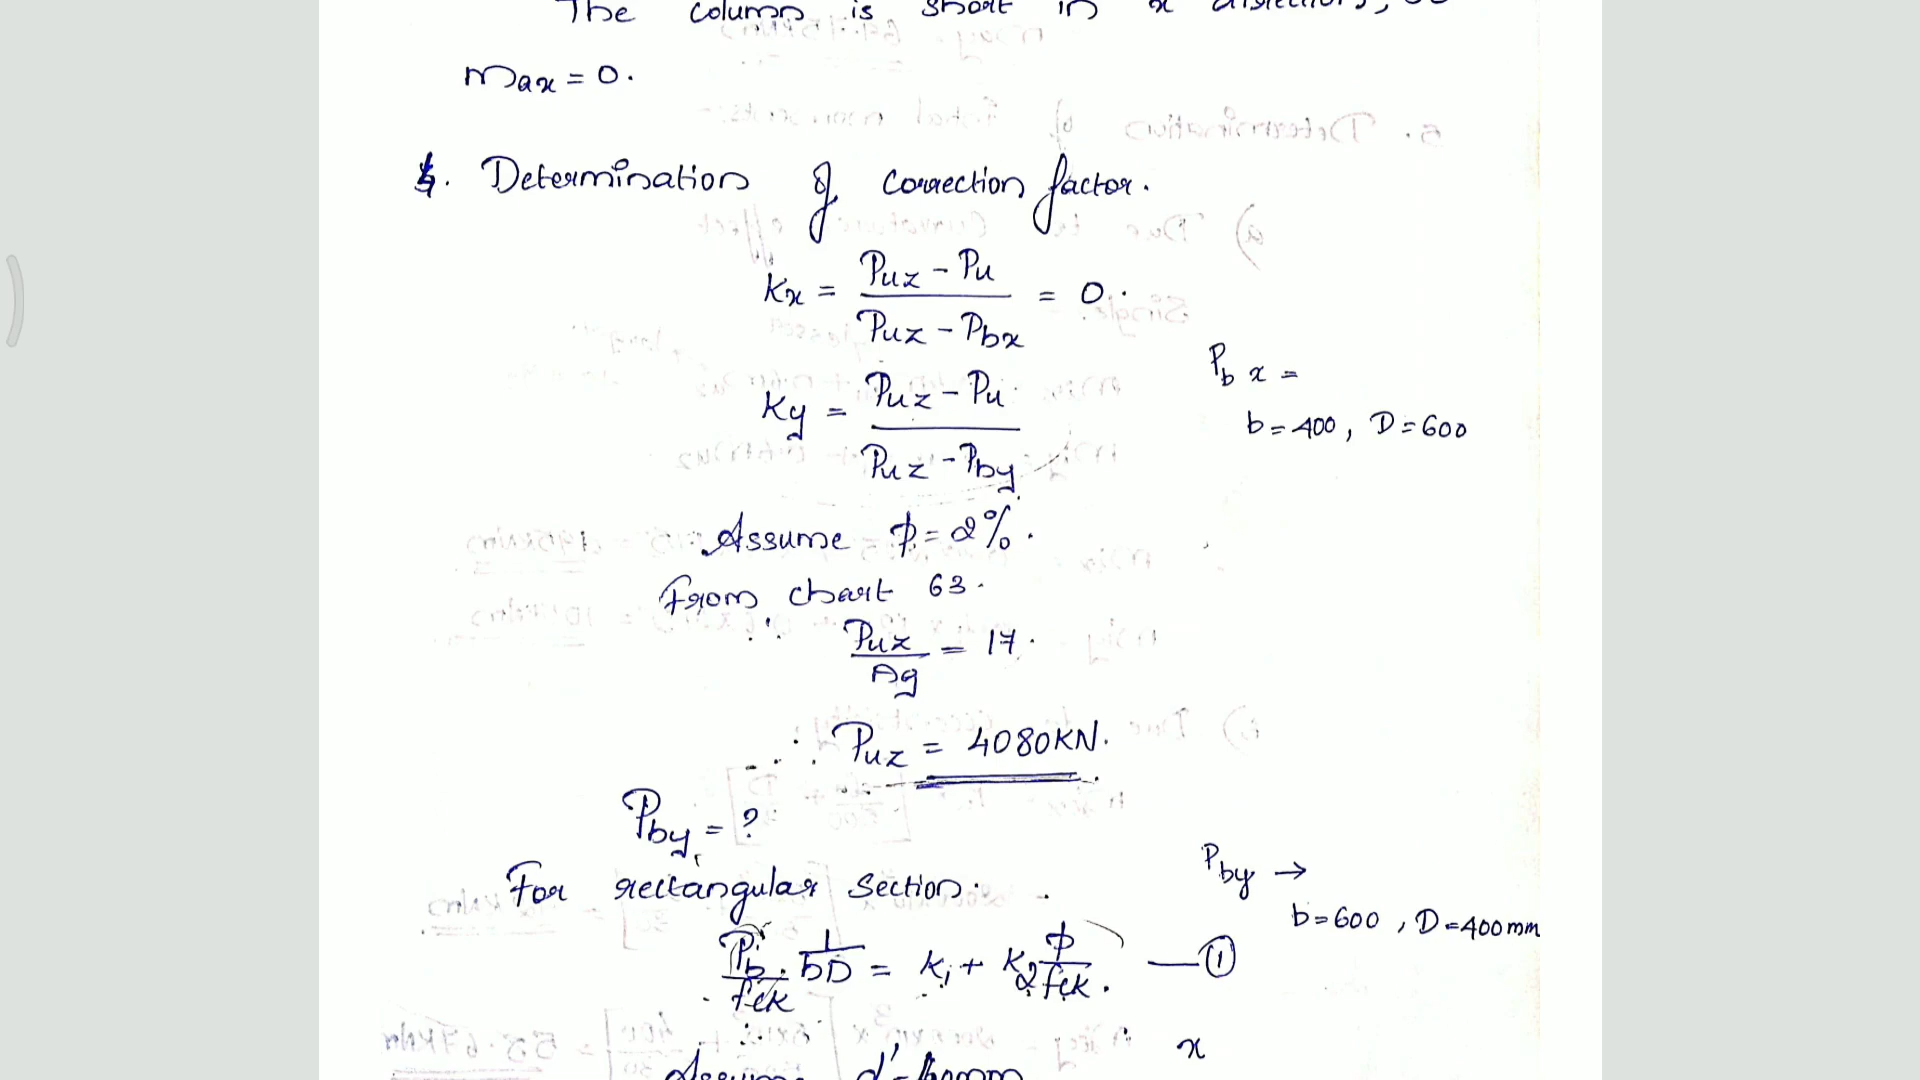 The column is short in x direction, so
Max = 0.
4. Determination of correction factor.
Kx = (Puz - Pu) / (Puz - Pbx) = 0.
Ky = (Puz - Pu) / (Puz - Pby)
Pb x =
b = 400, D = 600
Assume p = 2%.
From chart 63.
Puz / Ag = 17.
∴ Puz = 4080KN.
Pby = ?
For rectangular section.
Pby →
b = 600, D = 400mm
Pb / fck . 1 / bD = K1 + K2 p / fck. — ①
x
Assume d' =